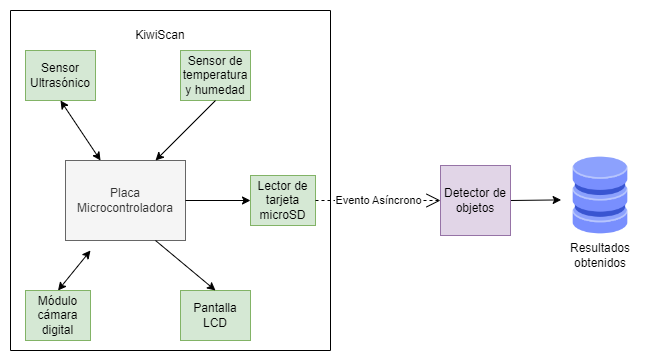 KiwiScan
Sensor
Ultrasónico
Sensor de
temperatura
y humedad
Placa
Microcontroladora
Lector de
tarjeta
microSD
Evento Asíncrono
Detector de
objetos
Resultados
obtenidos
Módulo
cámara
digital
Pantalla
LCD